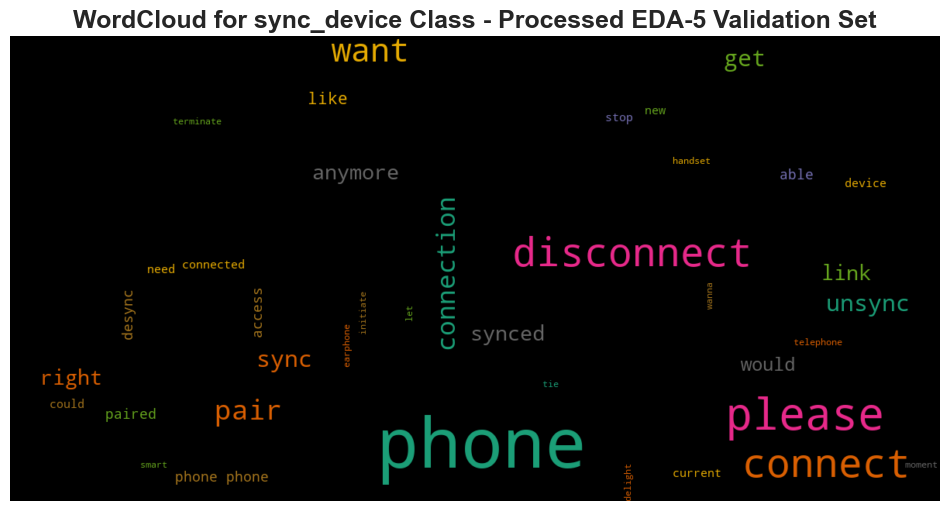 WordCloud for sync_device Class - Processed EDA-5 Validation Set
want
get
like
terminate
stop
new
anymore
handset
able
device
connection
disconnect
need
connected
link
desync
access
initiate
let
wanna
unsync
earphone
synced
telephone
sync
would
right
tie
could
paired
pair
phone
please
smart
phone phone
delight
current
connect
moment